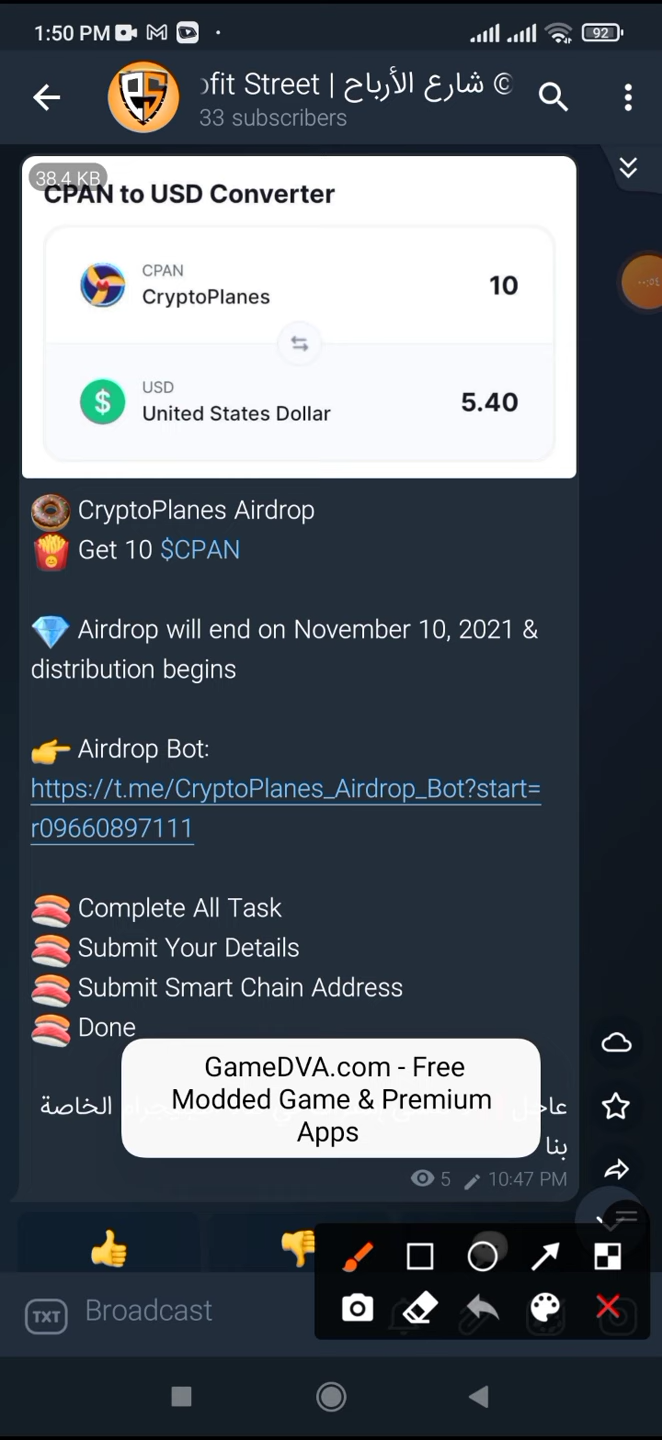 1:50 PM
92
ofit Street | شارع الأرباح ©
33 subscribers
38.4 KB
CPAN to USD Converter
CPAN
CryptoPlanes
10
USD
United States Dollar
5.40
CryptoPlanes Airdrop
Get 10 $CPAN
Airdrop will end on November 10, 2021 &
distribution begins
Airdrop Bot:
https://t.me/CryptoPlanes_Airdrop_Bot?start=
r09660897111
Complete All Task
Submit Your Details
Submit Smart Chain Address
Done
GameDVA.com - Free
Modded Game & Premium
Apps
عاجل الخاصة
بنا
5 10:47 PM
TXT Broadcast